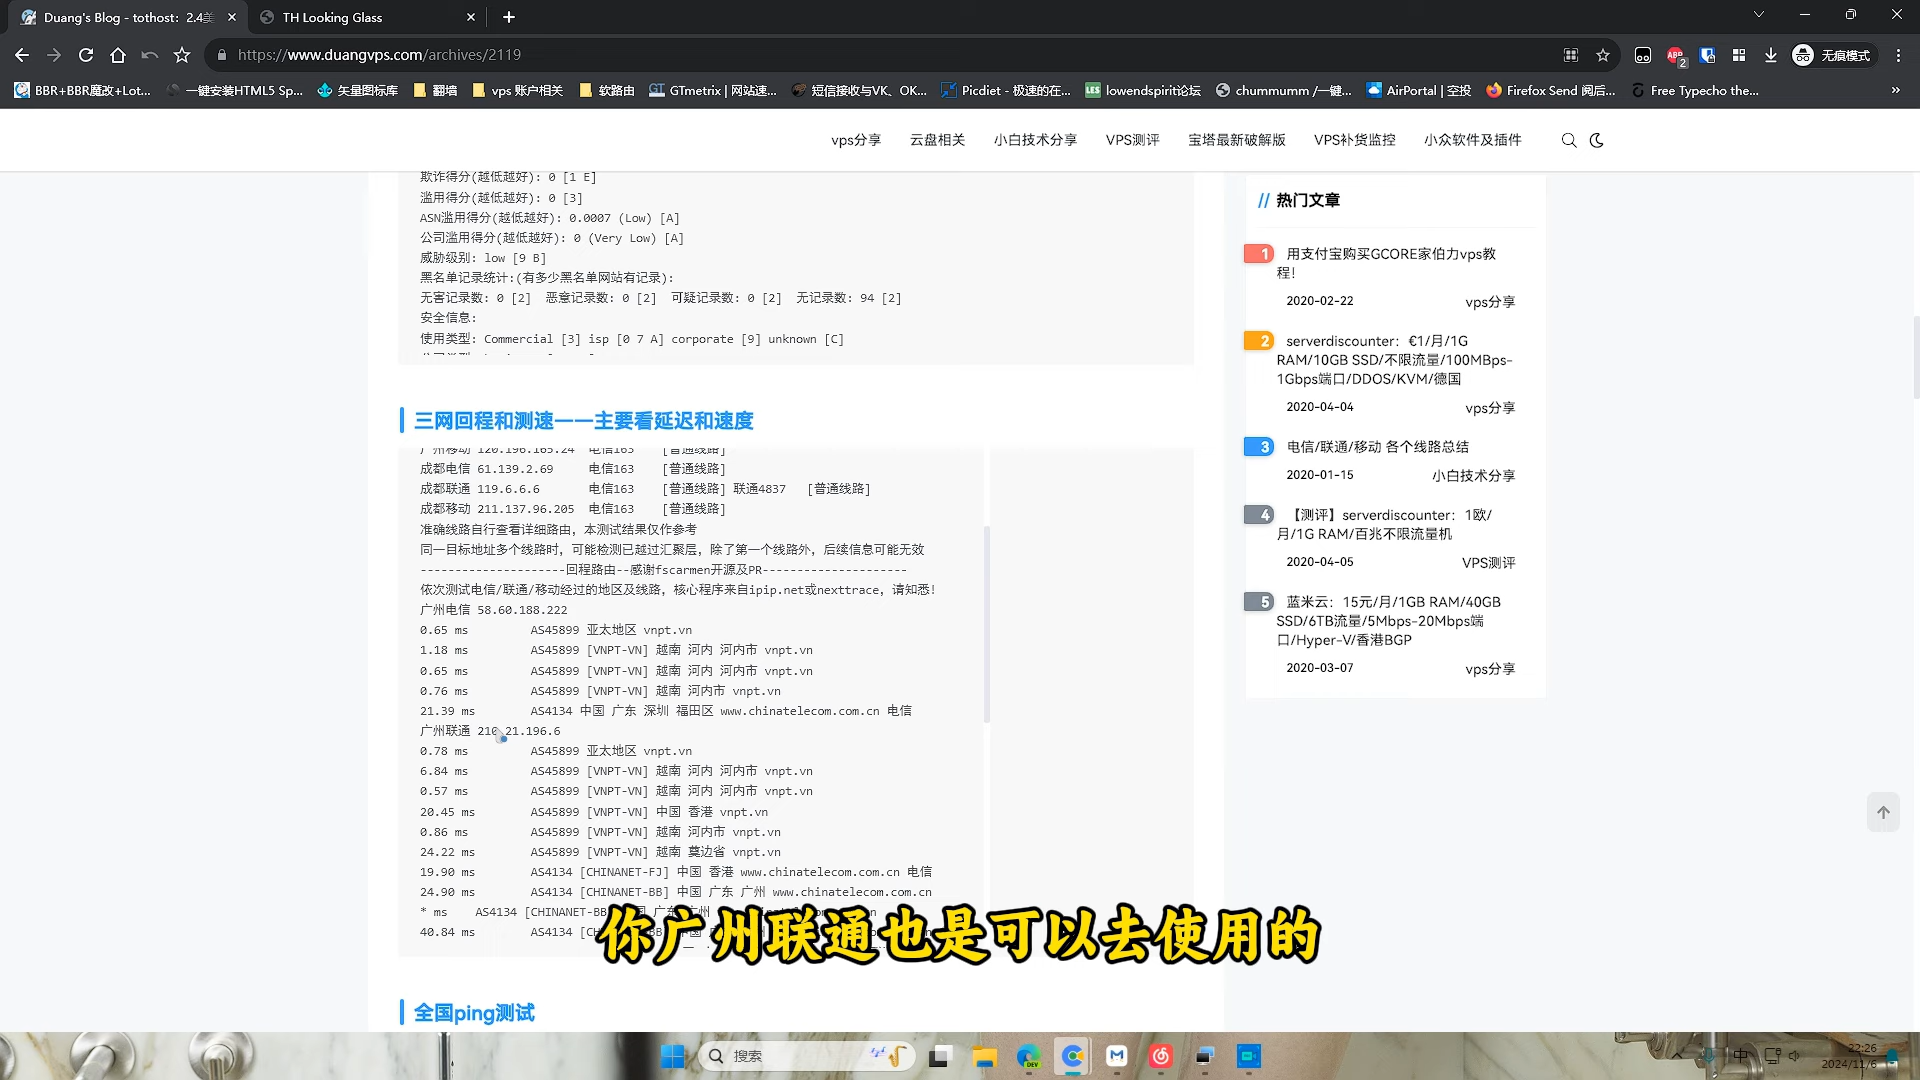 Duang's Blog - tothost：2.4美
TH Looking Glass
https://www.duangvps.com/archives/2119
2
无痕模式
BBR+BBR魔改+Lot...
一键安装HTML5 Sp...
矢量图标库
翻墙
vps 账户相关
软路由
GTmetrix | 网站速...
短信接收与VK、OK...
Picdiet - 极速的在...
lowendspirit论坛
chummumm /一键...
AirPortal | 空投
Firefox Send 阅后...
Free Typecho the...
vps分享
云盘相关
小白技术分享
VPS测评
宝塔最新破解版
VPS补货监控
小众软件及插件
欺诈得分(越低越好): 0 [1 E]
滥用得分(越低越好): 0 [3]
ASN滥用得分(越低越好): 0.0007 (Low) [A]
公司滥用得分(越低越好): 0 (Very Low) [A]
威胁级别: low [9 B]
黑名单记录统计:(有多少黑名单网站有记录):
无害记录数: 0 [2] 恶意记录数: 0 [2] 可疑记录数: 0 [2] 无记录数: 94 [2]
安全信息:
使用类型: Commercial [3] isp [0 7 A] corporate [9] unknown [C]
三网回程和测速——主要看延迟和速度
广州移动 120.196.165.24 电信163 [普通线路]
成都电信 61.139.2.69 电信163 [普通线路]
成都联通 119.6.6.6 电信163 [普通线路] 联通4837 [普通线路]
成都移动 211.137.96.205 电信163 [普通线路]
准确线路自行查看详细路由，本测试结果仅作参考
同一目标地址多个线路时，可能检测已越过汇聚层，除了第一个线路外，后续信息可能无效
---------------------回程路由--感谢fscarmen开源及PR---------------------
依次测试电信/联通/移动经过的地区及线路，核心程序来自ipip.net或nexttrace，请知悉!
广州电信 58.60.188.222
0.65 ms AS45899 亚太地区 vnpt.vn
1.18 ms AS45899 [VNPT-VN] 越南 河内 河内市 vnpt.vn
0.65 ms AS45899 [VNPT-VN] 越南 河内 河内市 vnpt.vn
0.76 ms AS45899 [VNPT-VN] 越南 河内市 vnpt.vn
21.39 ms AS4134 中国 广东 深圳 福田区 www.chinatelecom.com.cn 电信
广州联通 210.21.196.6
0.78 ms AS45899 亚太地区 vnpt.vn
6.84 ms AS45899 [VNPT-VN] 越南 河内 河内市 vnpt.vn
0.57 ms AS45899 [VNPT-VN] 越南 河内 河内市 vnpt.vn
20.45 ms AS45899 [VNPT-VN] 中国 香港 vnpt.vn
0.86 ms AS45899 [VNPT-VN] 越南 河内市 vnpt.vn
24.22 ms AS45899 [VNPT-VN] 越南 奠边省 vnpt.vn
19.90 ms AS4134 [CHINANET-FJ] 中国 香港 www.chinatelecom.com.cn 电信
24.90 ms AS4134 [CHINANET-BB] 中国 广东 广州 www.chinatelecom.com.cn
* ms AS4134 [CHINANET-BB
40.84 ms AS4134
你广州联通也是可以去使用的
全国ping测试
// 热门文章
1 用支付宝购买GCORE家伯力vps教
程!
2020-02-22 vps分享
2 serverdiscounter：€1/月/1G
RAM/10GB SSD/不限流量/100MBps-
1Gbps端口/DDOS/KVM/德国
2020-04-04 vps分享
3 电信/联通/移动 各个线路总结
2020-01-15 小白技术分享
4 【测评】serverdiscounter：1欧/
月/1G RAM/百兆不限流量机
2020-04-05 VPS测评
5 蓝米云：15元/月/1GB RAM/40GB
SSD/6TB流量/5Mbps-20Mbps端
口/Hyper-V/香港BGP
2020-03-07 vps分享
搜索
中
22:26
2024/11/6